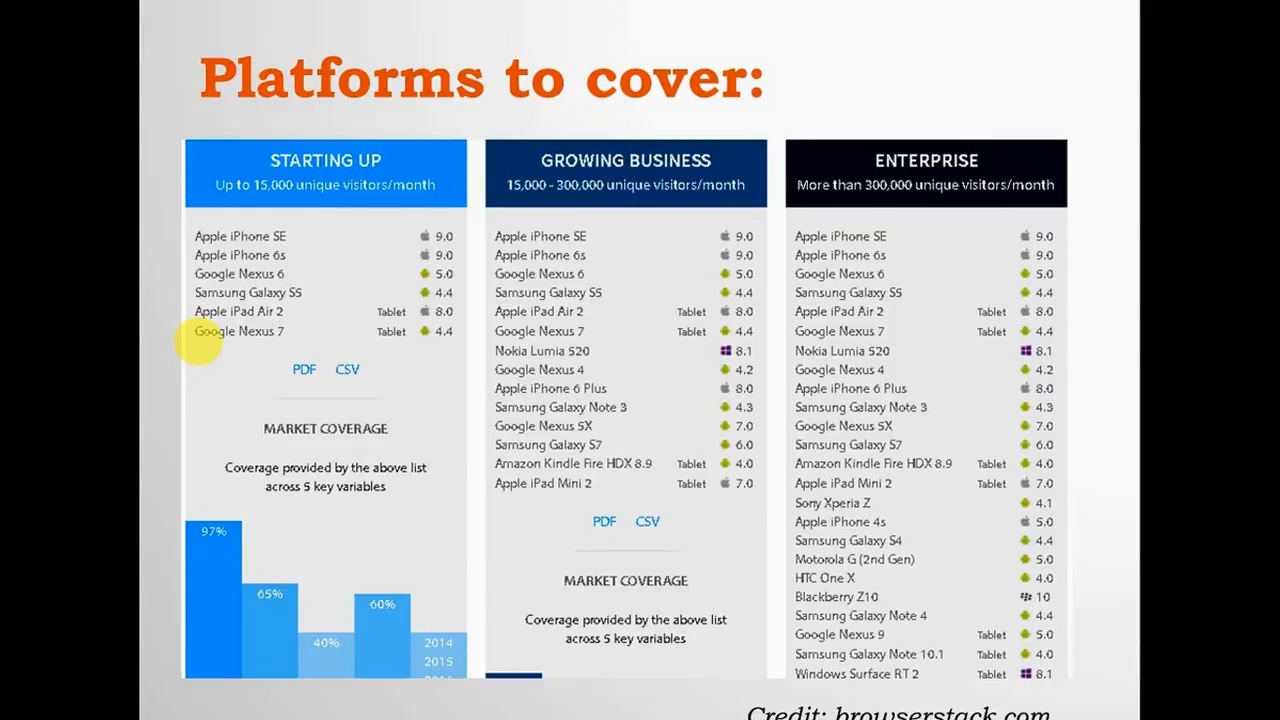 Platforms to cover:
STARTING UP
Up to 15,000 unique visitors/month
Apple iPhone SE 9.0
Apple iPhone 6s 9.0
Google Nexus 6 5.0
Samsung Galaxy S5 4.4
Apple iPad Air 2 Tablet 8.0
Google Nexus 7 Tablet 4.4
PDF CSV
MARKET COVERAGE
Coverage provided by the above list
across 5 key variables
97%
65%
60%
40%
2014
2015
GROWING BUSINESS
15,000 - 300,000 unique visitors/month
Apple iPhone SE 9.0
Apple iPhone 6s 9.0
Google Nexus 6 5.0
Samsung Galaxy S5 4.4
Apple iPad Air 2 Tablet 8.0
Google Nexus 7 Tablet 4.4
Nokia Lumia 520 8.1
Google Nexus 4 4.2
Apple iPhone 6 Plus 8.0
Samsung Galaxy Note 3 4.3
Google Nexus 5X 7.0
Samsung Galaxy S7 6.0
Amazon Kindle Fire HDX 8.9 Tablet 4.0
Apple iPad Mini 2 Tablet 7.0
PDF CSV
MARKET COVERAGE
Coverage provided by the above list
across 5 key variables
ENTERPRISE
More than 300,000 unique visitors/month
Apple iPhone SE 9.0
Apple iPhone 6s 9.0
Google Nexus 6 5.0
Samsung Galaxy S5 4.4
Apple iPad Air 2 Tablet 8.0
Google Nexus 7 Tablet 4.4
Nokia Lumia 520 8.1
Google Nexus 4 4.2
Apple iPhone 6 Plus 8.0
Samsung Galaxy Note 3 4.3
Google Nexus 5X 7.0
Samsung Galaxy S7 6.0
Amazon Kindle Fire HDX 8.9 Tablet 4.0
Apple iPad Mini 2 Tablet 7.0
Sony Xperia Z 4.1
Apple iPhone 4s 5.0
Samsung Galaxy S4 4.4
Motorola G (2nd Gen) 5.0
HTC One X 4.0
Blackberry Z10 10
Samsung Galaxy Note 4 4.4
Google Nexus 9 Tablet 5.0
Samsung Galaxy Note 10.1 Tablet 4.0
Windows Surface RT 2 Tablet 8.1
Credit: browserstack.com